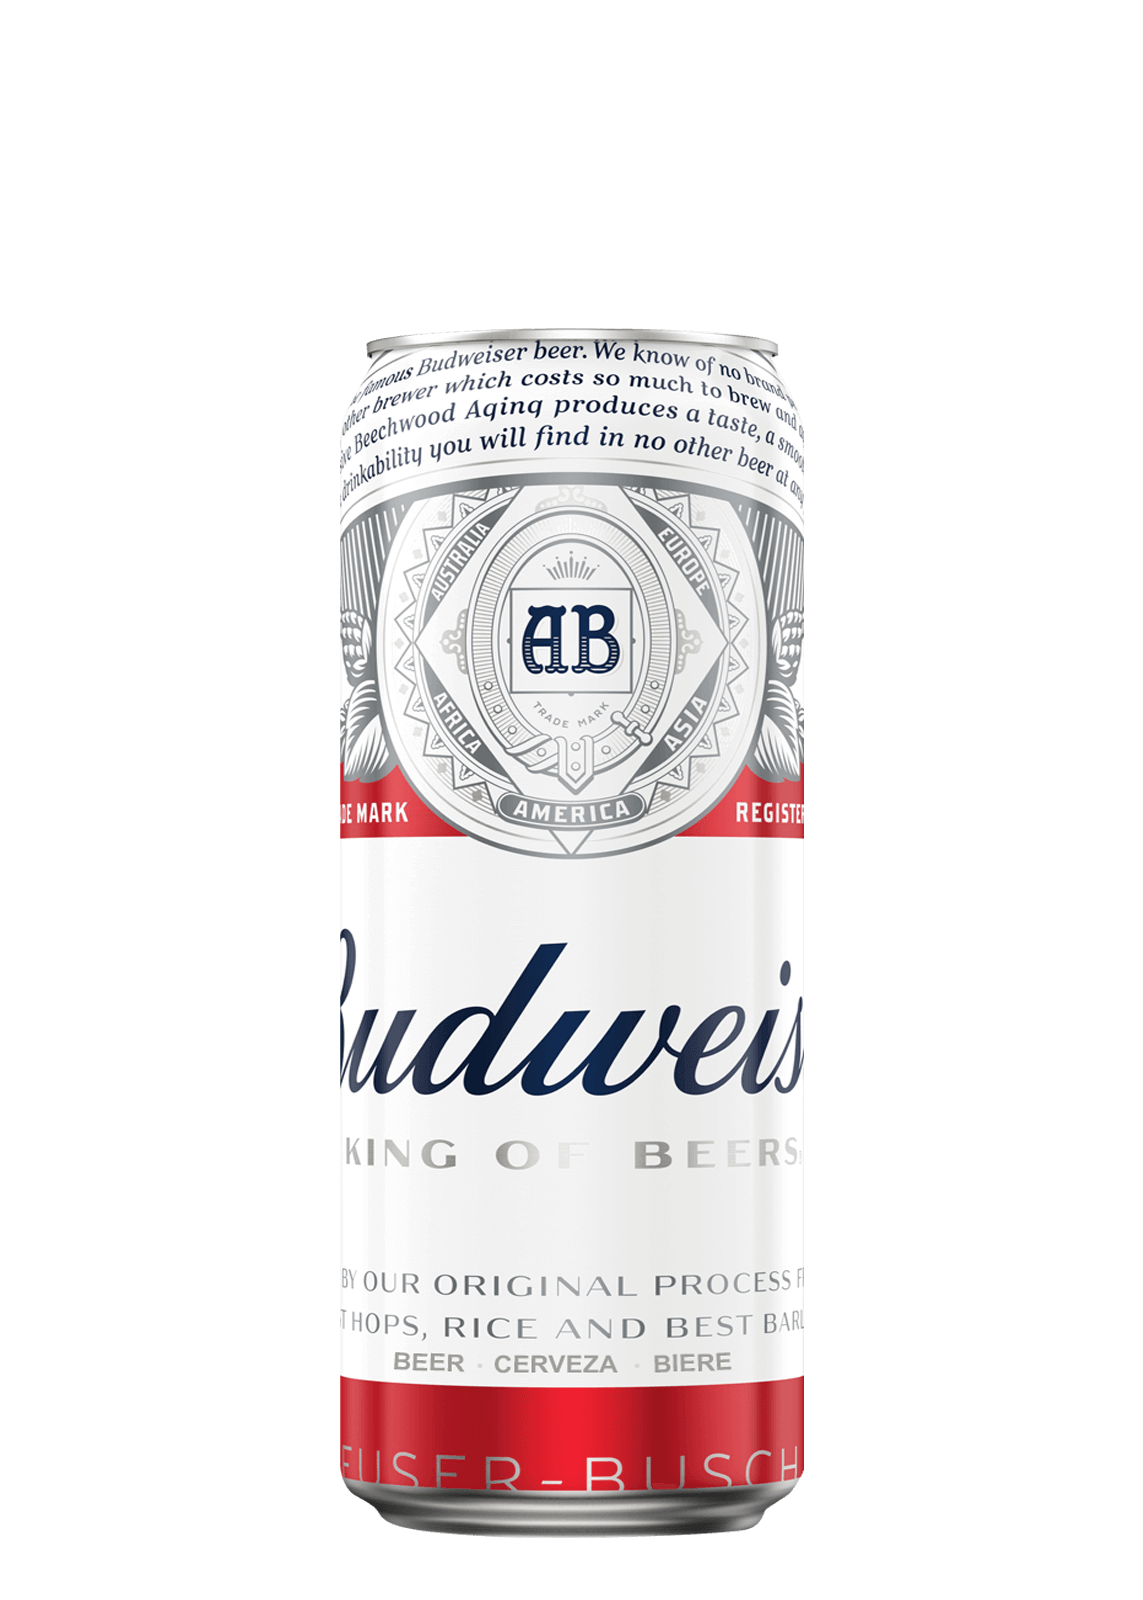 famous Budweiser beer. We know of no brand
other brewer which costs so much to brew and
Beechwood Aging produces a taste, a smoo
drinkability you will find in no other beer at any
AUSTRALIA
EUROPE
AB
TRADE MARK
AFRICA
ASIA
AMERICA
DE MARK
REGISTER
Budweis
KING OF BEERS
BY OUR ORIGINAL PROCESS F
ST HOPS, RICE AND BEST BARL
BEER · CERVEZA · BIERE
EUSER-BUSCH